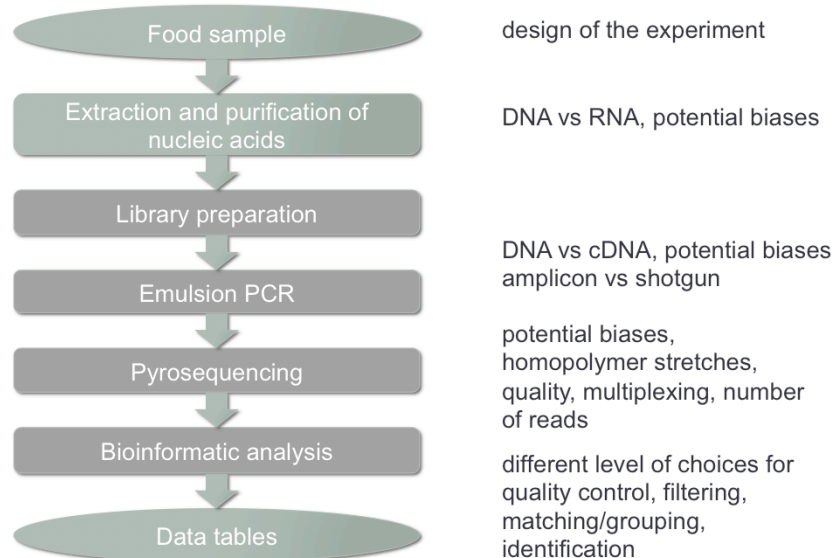 Food sample
design of the experiment
Extraction and purification of
nucleic acids
DNA vs RNA, potential biases
Library preparation
DNA vs cDNA, potential biases
amplicon vs shotgun
Emulsion PCR
potential biases,
homopolymer stretches,
quality, multiplexing, number
of reads
Pyrosequencing
Bioinformatic analysis
different level of choices for
quality control, filtering,
matching/grouping,
identification
Data tables